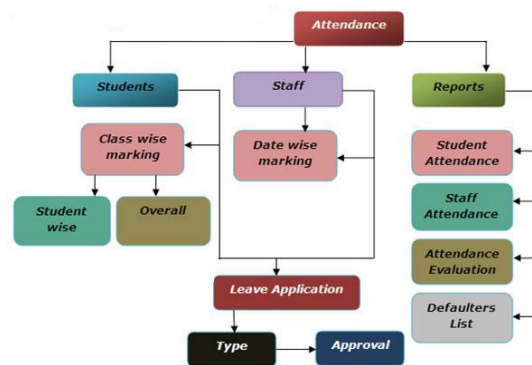 Attendance
Students
Staff
Reports
Class wise
marking
Date wise
marking
Student
Attendance
Student
wise
Overall
Staff
Attendance
Attendance
Evaluation
Leave Application
Defaulters
List
Type
Approval